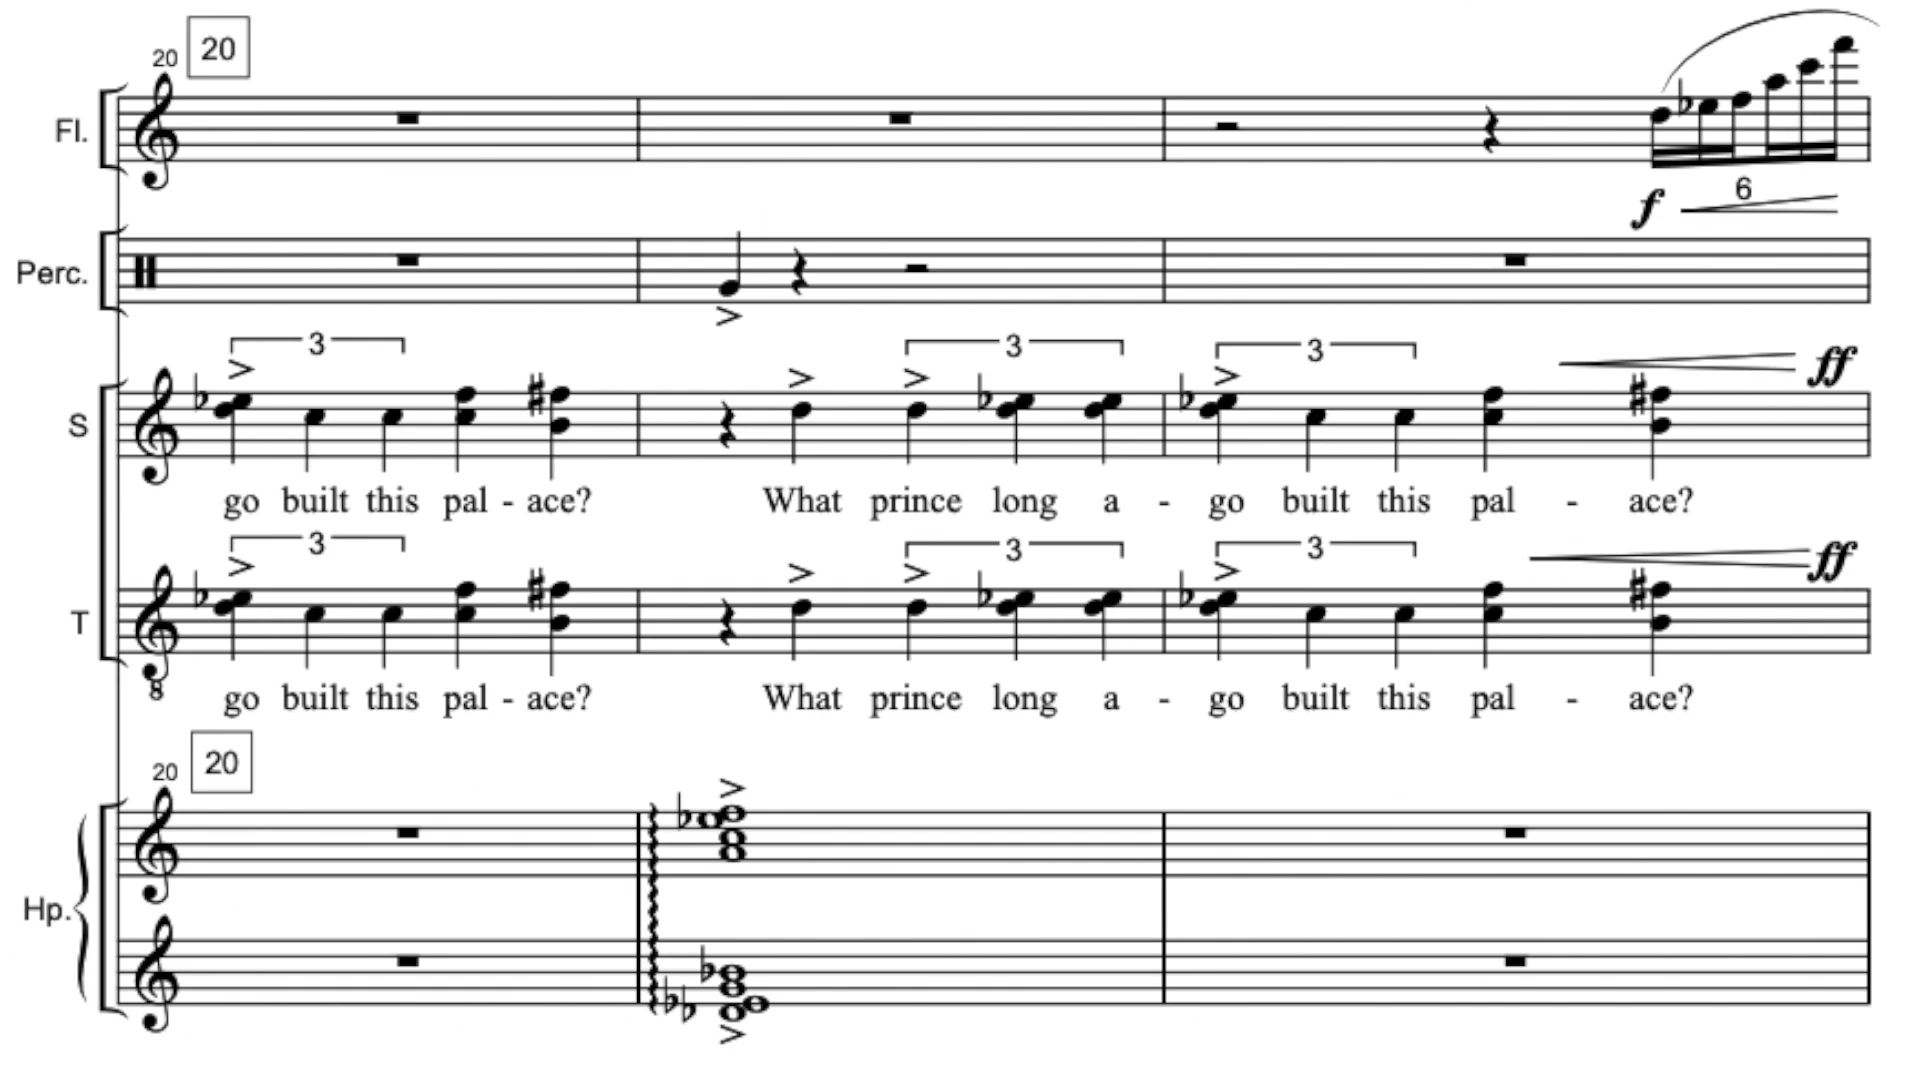 20 20
Fl.
6
f
Perc.
3 3 3
ff
S
go built this pal - ace? What prince long a - go built this pal - ace?
3 3 3
ff
T
8
go built this pal - ace? What prince long a - go built this pal - ace?
20 20
Hp.